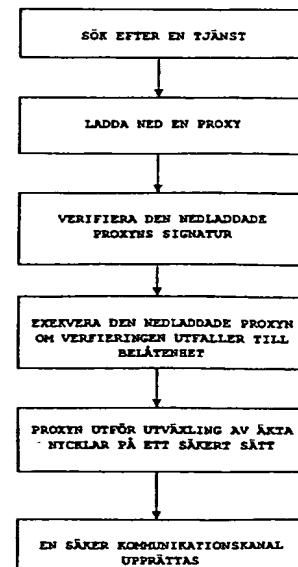 SÖK EFTER EN TJÄNST
LADDA NED EN PROXY
VERIFIERA DEN NEDLADDADE
PROXYNS SIGNATUR
EXEKVERA DEN NEDLADDADE PROXYN
OM VERFIERINGEN UTFALLER TILL
BELÅTENHET
PROXYN UTFÖR UTVÄXLING AV ÄKTA
NYCKLAR PÅ ETT SÄKERT SÄTT
EN SÄKER KOMMUNIKATIONSKANAL
UPPRÄTTAS